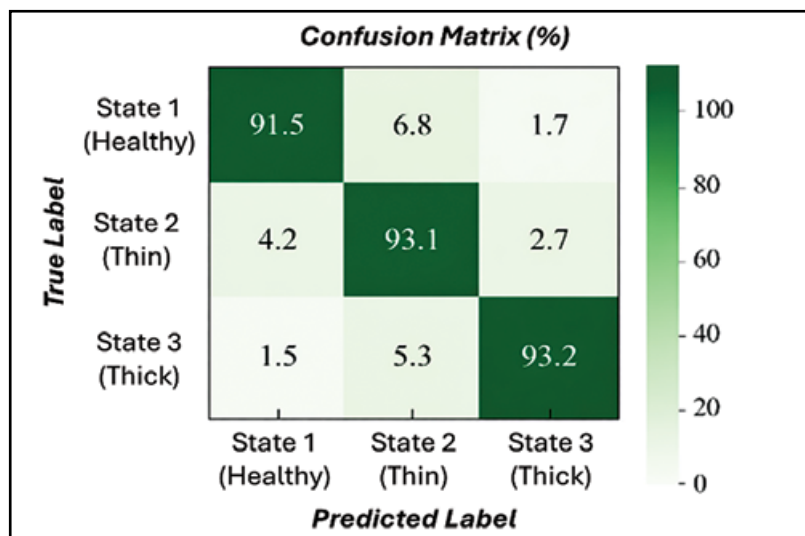 Confusion Matrix (%)
True Label
State 1
(Healthy)
91.5
6.8
1.7
State 2
(Thin)
4.2
93.1
2.7
State 3
(Thick)
1.5
5.3
93.2
State 1
(Healthy)
State 2
(Thin)
State 3
(Thick)
Predicted Label
100
80
60
40
20
0